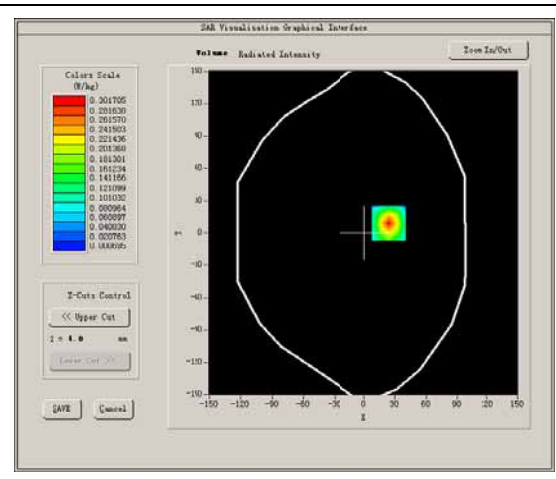 SAR Visualisation Graphical Interface
Volume Radiated Intensity
Zoom In/Out
Colors Scale
(W/kg)
0.301705
0.281638
0.261570
0.241503
0.221436
0.201368
0.181301
0.161234
0.141166
0.121099
0.101032
0.080964
0.060897
0.040830
0.020763
0.000695
Z-Cuts Control
<< Upper Cut
Z = 4.0 mm
Lower Cut >>
SAVE
Cancel
150
120
90
60
30
0
-30
-60
-90
-120
-150
Y
-150 -120 -90 -60 -30 0 30 60 90 120 150
X